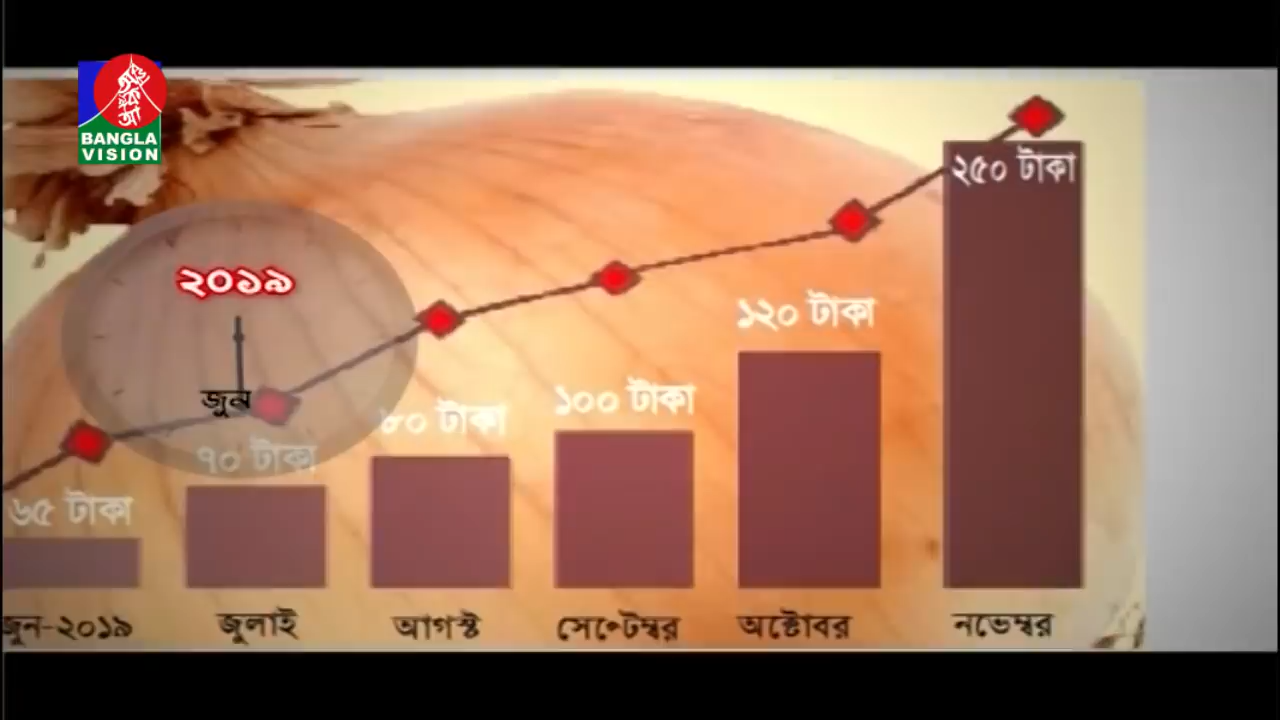 BANGLA
VISION
২০১৯
জুন
৬৫ টাকা
৭০ টাকা
৮০ টাকা
১০০ টাকা
১২০ টাকা
২৫০ টাকা
জুন-২০১৯
জুলাই
আগস্ট
সেপ্টেম্বর
অক্টোবর
নভেম্বর